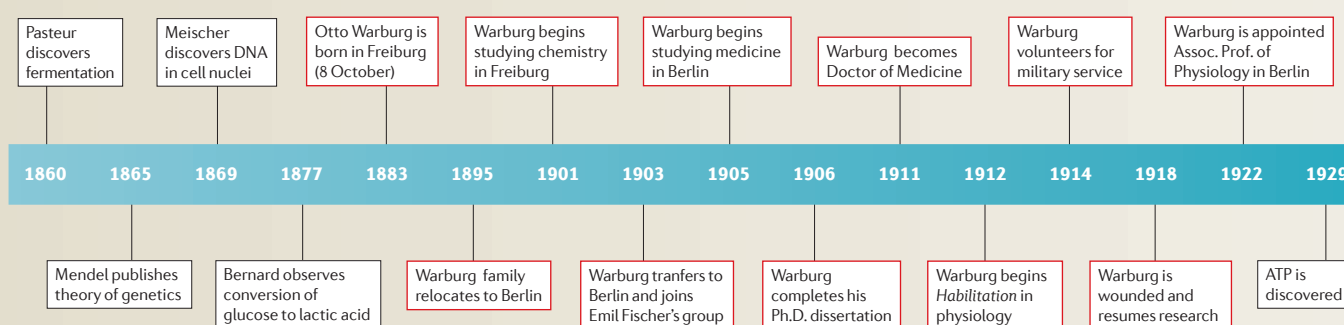 Pasteur
discovers
fermentation
Meischer
discovers DNA
in cell nuclei
Otto Warburg is
born in Freiburg
(8 October)
Warburg begins
studying chemistry
in Freiburg
Warburg begins
studying medicine
in Berlin
Warburg becomes
Doctor of Medicine
Warburg
volunteers for
military service
Warburg is appointed
Assoc. Prof. of
Physiology in Berlin
1860 1865 1869 1877 1883 1895 1901 1903 1905 1906 1911 1912 1914 1918 1922 1929
Mendel publishes
theory of genetics
Bernard observes
conversion of
glucose to lactic acid
Warburg family
relocates to Berlin
Warburg tranfers to
Berlin and joins
Emil Fischer's group
Warburg
completes his
Ph.D. dissertation
Warburg begins
Habilitation in
physiology
Warburg is
wounded and
resumes research
ATP is
discovered